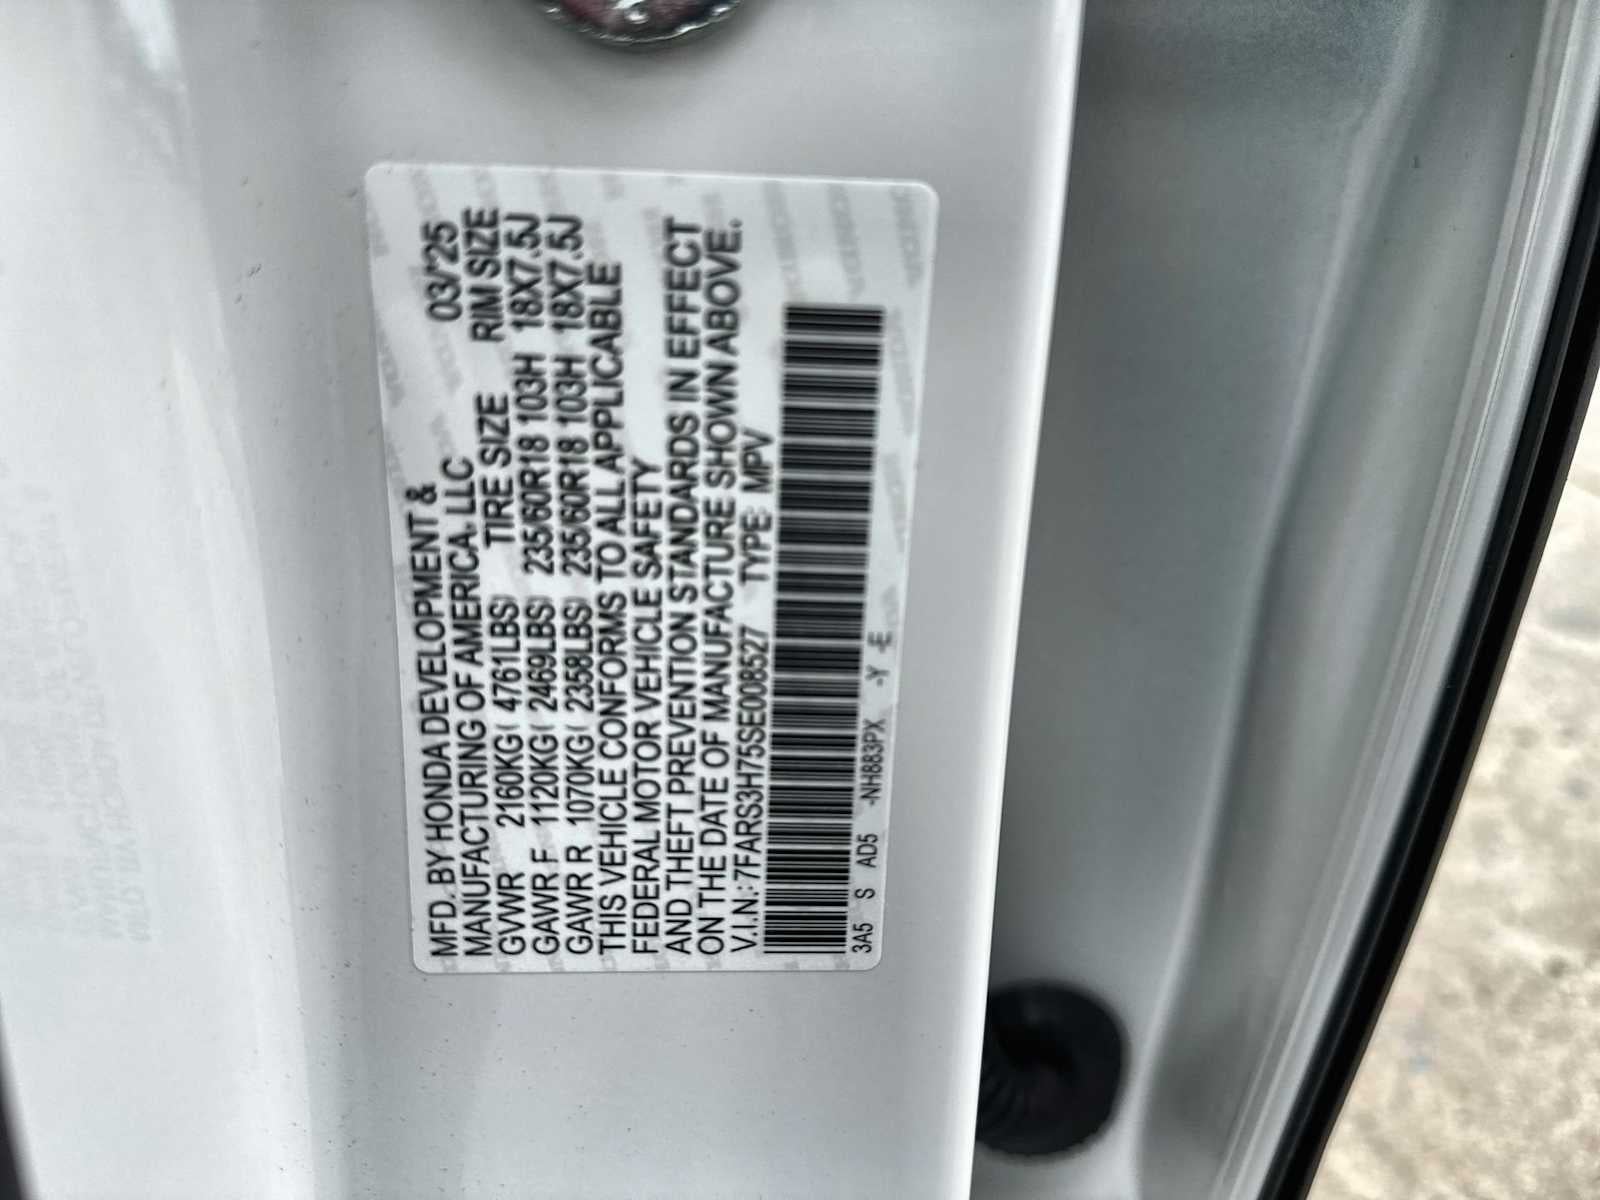 MFD. BY HONDA DEVELOPMENT & 03/'25
MANUFACTURING OF AMERICA, LLC RIM SIZE
TIRE SIZE
GVWR 2160KG( 4761LBS)
GAWR F 1120KG( 2469LBS) 235/60R18 103H 18X7.5J
GAWR R 1070KG( 2358LBS) 235/60R18 103H 18X7.5J
THIS VEHICLE CONFORMS TO ALL APPLICABLE
FEDERAL MOTOR VEHICLE SAFETY
AND THEFT PREVENTION STANDARDS IN EFFECT
ON THE DATE OF MANUFACTURE SHOWN ABOVE.
V.I.N.: 7FARS3H75SE008527 TYPE: MPV
3A5 S AD5 -NH883PX -Y -E